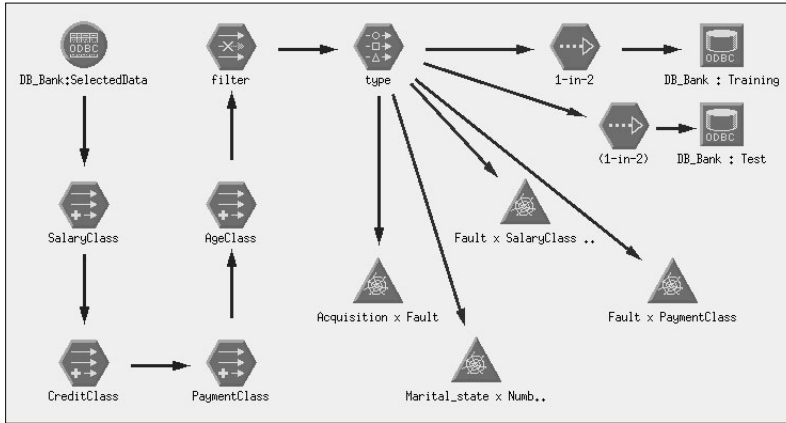 ODBC
DB_Bank:SelectedData
filter
type
1-in-2
ODBC
DB_Bank : Training
(1-in-2)
ODBC
DB_Bank : Test
SalaryClass
AgeClass
Fault x SalaryClass ..
Acquisition x Fault
Fault x PaymentClass
CreditClass
PaymentClass
Marital_state x Numb..